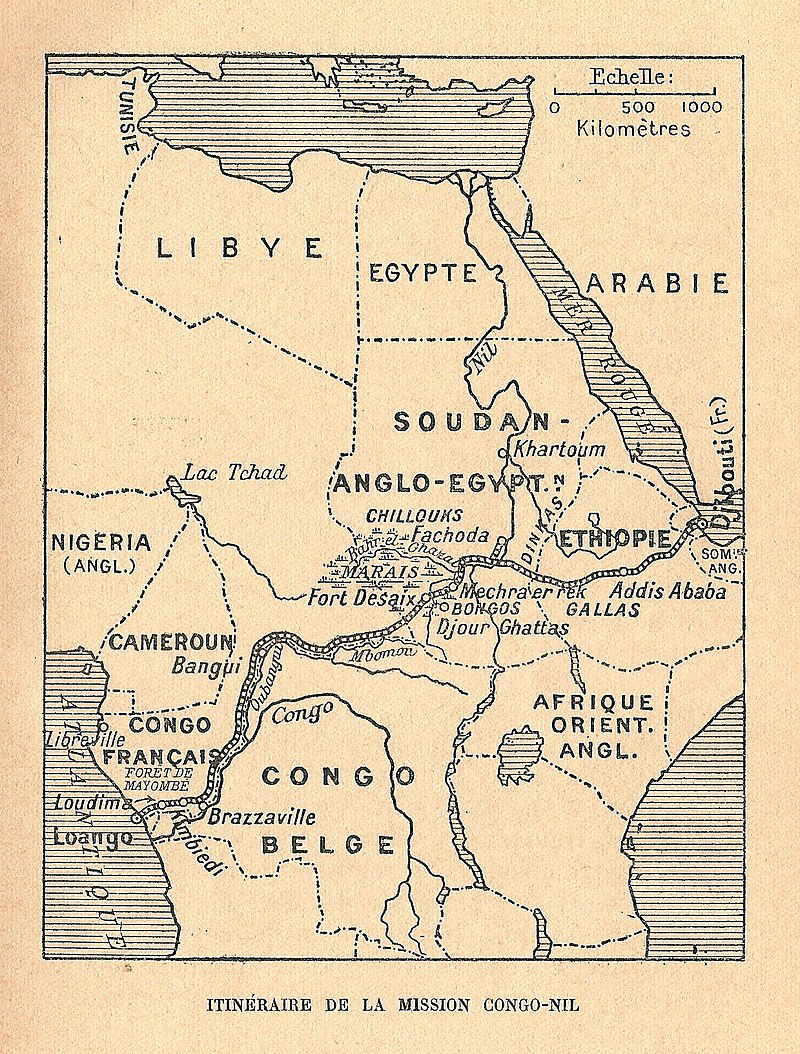 Echelle:
0 500 1000
Kilomètres
TUNISIE
LIBYE
EGYPTE
ARABIE
MER ROUGE
Nil
SOUDAN-
Khartoum
ANGLO-EGYPT.N
Djibouti (Fr.)
Lac Tchad
CHILLOUKS
Fachoda
DINKAS
ETHIOPIE
NIGERIA
(ANGL.)
Bahr-el-Ghazal
SOM.
ANG.
MARAIS
Fort Desaix
Mechra er rek
Addis Ababa
BONGOS
GALLAS
Djour Ghattas
CAMEROUN
Bangui
Mbomou
Oubangui
AFRIQUE
ORIENT.
ANGL.
Congo
CONGO
FRANÇAIS
Libreville
FORET DE
MAYOMBE
CONGO
BELGE
Loudima
Brazzaville
Loango
Kimbiedi
ATLANTIQUE
ITINÉRAIRE DE LA MISSION CONGO-NIL